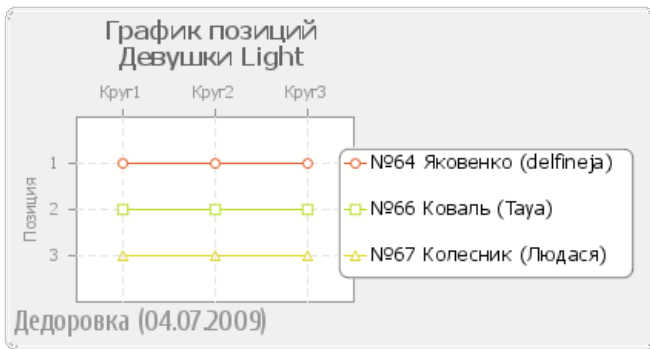 График позиций
Девушки Light
Круг1 Круг2 Круг3
Позиция
1
2
3
№64 Яковенко (delfineja)
№66 Коваль (Taya)
№67 Колесник (Людася)
Дедоровка (04.07.2009)